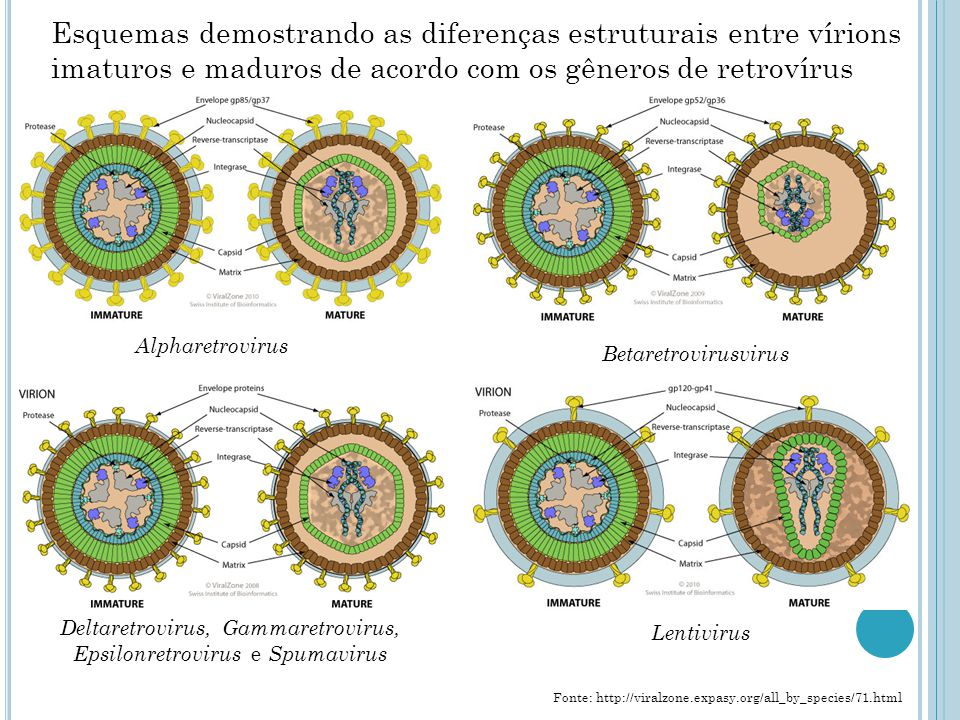 Esquemas demostrando as diferenças estruturais entre vírions
imaturos e maduros de acordo com os gêneros de retrovírus
Envelope gp85/gp37
Protease
Nucleocapsid
Reverse-transcriptase
Integrase
Capsid
Matrix
© ViralZone 2010
Swiss Institute of Bioinformatics
IMMATURE
MATURE
Alpharetrovirus
Envelope gp52/gp36
Protease
Nucleocapsid
Reverse-transcriptase
Integrase
Capsid
Matrix
© ViralZone 2009
Swiss Institute of Bioinformatics
IMMATURE
MATURE
Betaretrovirusvirus
VIRION
Envelope proteins
Protease
Nucleocapsid
Reverse-transcriptase
Integrase
Capsid
Matrix
© ViralZone 2008
Swiss Institute of Bioinformatics
IMMATURE
MATURE
Deltaretrovirus, Gammaretrovirus,
Epsilonretrovirus e Spumavirus
VIRION
gp120-gp41
Protease
Nucleocapsid
Reverse-transcriptase
Integrase
Capsid
Matrix
© 2010
Swiss Institute of Bioinformatics
IMMATURE
MATURE
Lentivirus
Fonte: http://viralzone.expasy.org/all_by_species/71.html